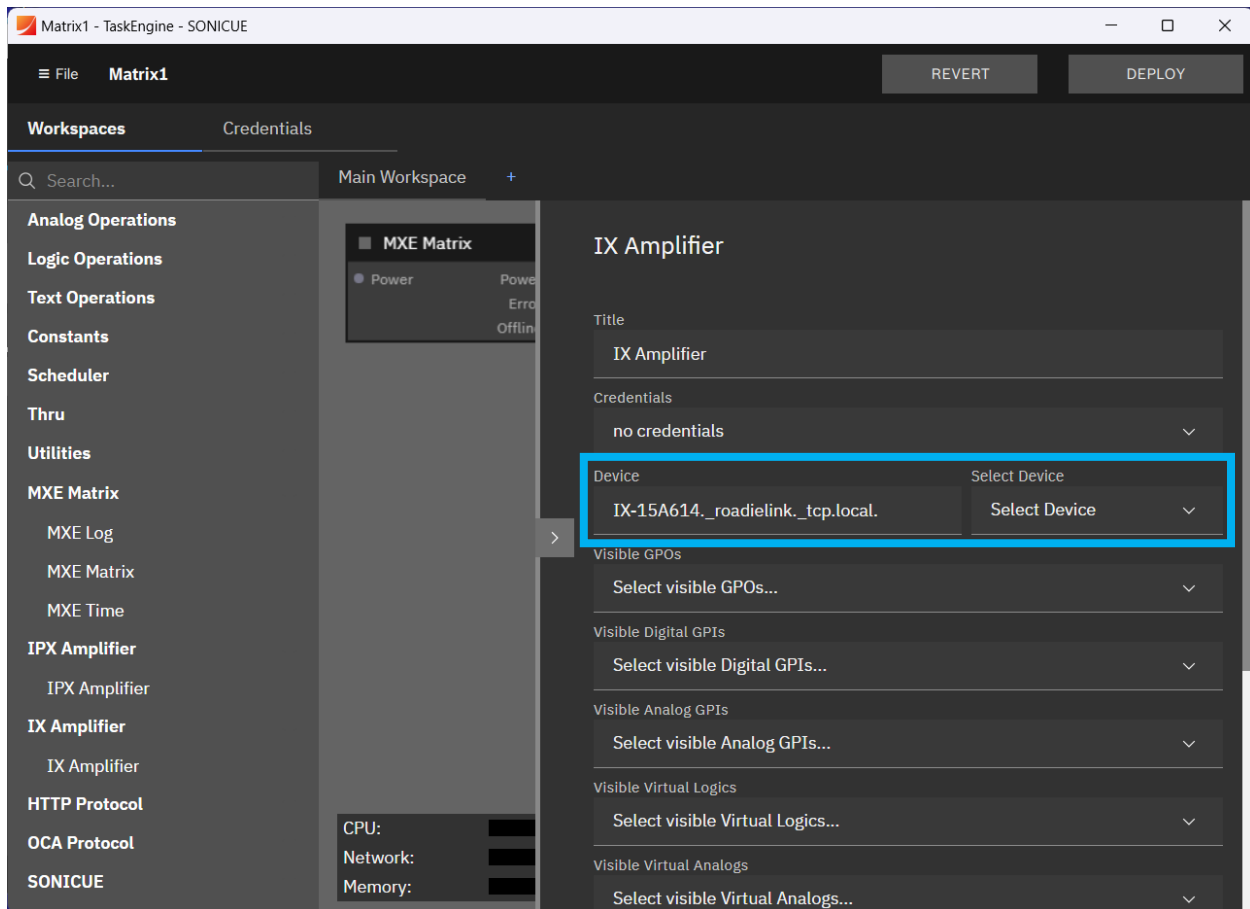 Matrix1 - TaskEngine - SONICUE
File Matrix1 REVERT DEPLOY
Workspaces Credentials
Search...
Main Workspace +
Analog Operations
Logic Operations
Text Operations
Constants
Scheduler
Thru
Utilities
MXE Matrix
MXE Log
MXE Matrix
MXE Time
IPX Amplifier
IPX Amplifier
IX Amplifier
IX Amplifier
HTTP Protocol
OCA Protocol
SONICUE
MXE Matrix
Power Powe
Erro
Offlin
CPU:
Network:
Memory:
IX Amplifier
Title
IX Amplifier
Credentials
no credentials
Device Select Device
IX-15A614._roadielink._tcp.local. Select Device
Visible GPOs
Select visible GPOs...
Visible Digital GPIs
Select visible Digital GPIs...
Visible Analog GPIs
Select visible Analog GPIs...
Visible Virtual Logics
Select visible Virtual Logics...
Visible Virtual Analogs
Select visible Virtual Analogs...